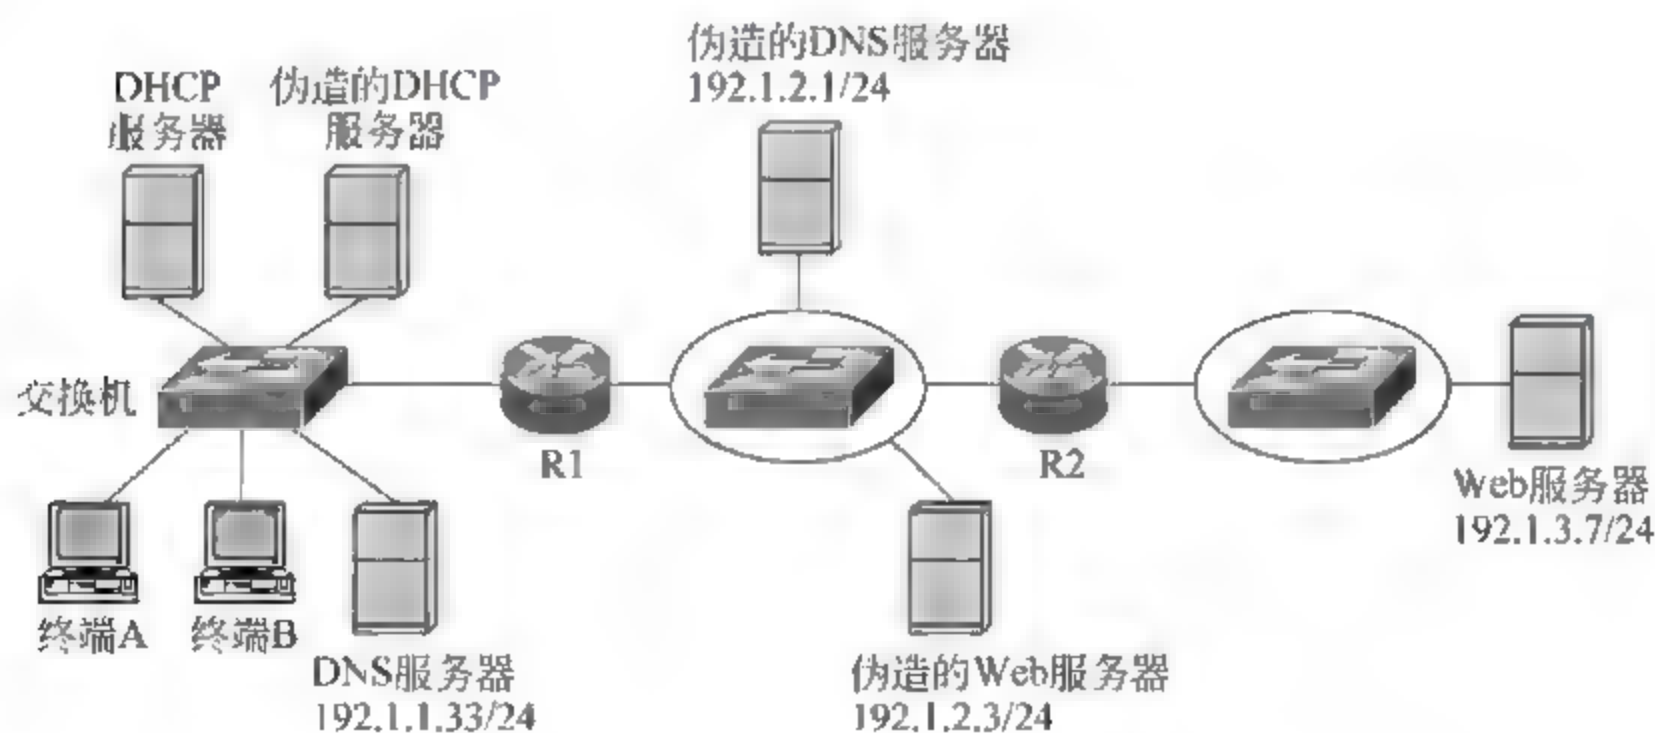 伪造的DNS服务器
192.1.2.1/24
DHCP
服务器
伪造的DHCP
服务器
交换机
R1
R2
Web服务器
192.1.3.7/24
终端A
终端B
DNS服务器
192.1.1.33/24
伪造的Web服务器
192.1.2.3/24